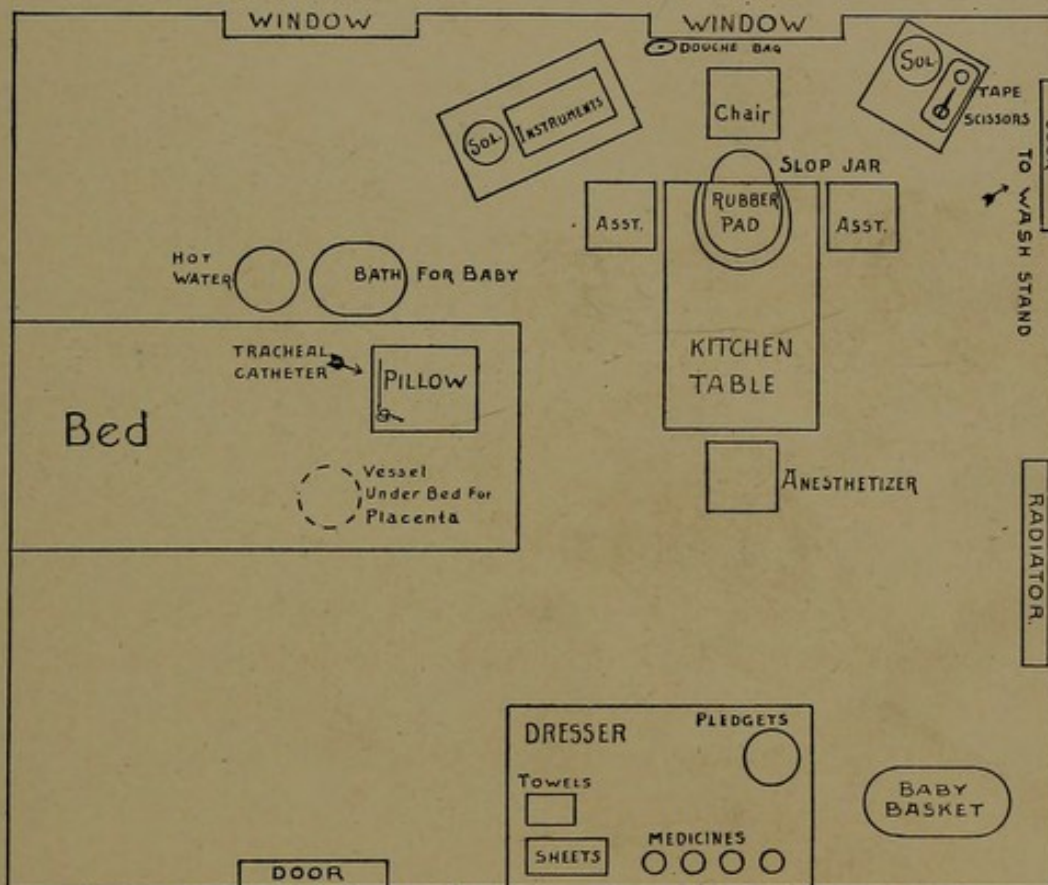 WINDOW
WINDOW
DOUCHE BAG
SOL.
INSTRUMENTS
Chair
SOL.
TAPE
SCISSORS
TO WASH STAND
SLOP JAR
ASST.
RUBBER
PAD
ASST.
HOT
WATER
BATH FOR BABY
TRACHEAL
CATHETER
PILLOW
KITCHEN
TABLE
Bed
Vessel
Under Bed For
Placenta
ANESTHETIZER
RADIATOR.
DRESSER
PLEDGETS
TOWELS
SHEETS
MEDICINES
BABY
BASKET
DOOR